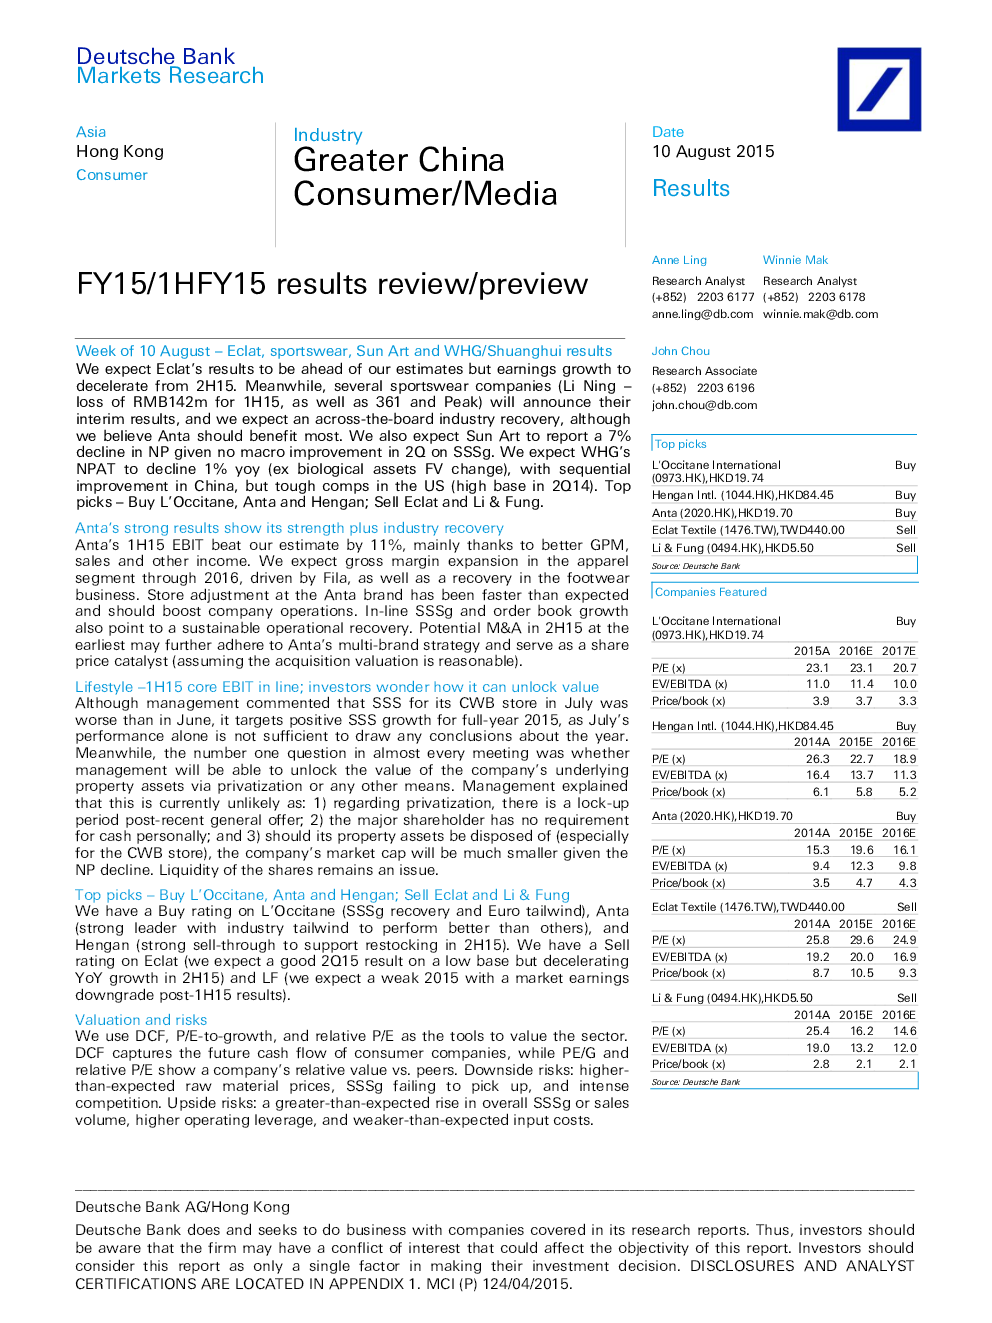 Deutsche Bank
Markets Research
Asia
Hong Kong
Consumer
Industry
Greater China
Consumer/Media
Date
10 August 2015
Results
FY15/1HFY15 results review/preview
Anne Ling
Research Analyst
(+852) 2203 6177
anne.ling@db.com
Winnie Mak
Research Analyst
(+852) 2203 6178
winnie.mak@db.com
John Chou
Research Associate
(+852) 2203 6196
john.chou@db.com
Week of 10 August – Eclat, sportswear, Sun Art and WHG/Shuanghui results
We expect Eclat's results to be ahead of our estimates but earnings growth to
decelerate from 2H15. Meanwhile, several sportswear companies (Li Ning –
loss of RMB142m for 1H15, as well as 361 and Peak) will announce their
interim results, and we expect an across-the-board industry recovery, although
we believe Anta should benefit most. We also expect Sun Art to report a 7%
decline in NP given no macro improvement in 2Q on SSSg. We expect WHG's
NPAT to decline 1% yoy (ex biological assets FV change), with sequential
improvement in China, but tough comps in the US (high base in 2Q14). Top
picks – Buy L'Occitane, Anta and Hengan; Sell Eclat and Li & Fung.
Anta's strong results show its strength plus industry recovery
Anta's 1H15 EBIT beat our estimate by 11%, mainly thanks to better GPM,
sales and other income. We expect gross margin expansion in the apparel
segment through 2016, driven by Fila, as well as a recovery in the footwear
business. Store adjustment at the Anta brand has been faster than expected
and should boost company operations. In-line SSSg and order book growth
also point to a sustainable operational recovery. Potential M&A in 2H15 at the
earliest may further adhere to Anta's multi-brand strategy and serve as a share
price catalyst (assuming the acquisition valuation is reasonable).
Lifestyle –1H15 core EBIT in line; investors wonder how it can unlock value
Although management commented that SSS for its CWB store in July was
worse than in June, it targets positive SSS growth for full-year 2015, as July's
performance alone is not sufficient to draw any conclusions about the year.
Meanwhile, the number one question in almost every meeting was whether
management will be able to unlock the value of the company's underlying
property assets via privatization or any other means. Management explained
that this is currently unlikely as: 1) regarding privatization, there is a lock-up
period post-recent general offer; 2) the major shareholder has no requirement
for cash personally; and 3) should its property assets be disposed of (especially
for the CWB store), the company's market cap will be much smaller given the
NP decline. Liquidity of the shares remains an issue.
Top picks – Buy L'Occitane, Anta and Hengan; Sell Eclat and Li & Fung
We have a Buy rating on L'Occitane (SSSg recovery and Euro tailwind), Anta
(strong leader with industry tailwind to perform better than others), and
Hengan (strong sell-through to support restocking in 2H15). We have a Sell
rating on Eclat (we expect a good 2Q15 result on a low base but decelerating
YoY growth in 2H15) and LF (we expect a weak 2015 with a market earnings
downgrade post-1H15 results).
Valuation and risks
We use DCF, P/E-to-growth, and relative P/E as the tools to value the sector.
DCF captures the future cash flow of consumer companies, while PE/G and
relative P/E show a company's relative value vs. peers. Downside risks: higher-
than-expected raw material prices, SSSg failing to pick up, and intense
competition. Upside risks: a greater-than-expected rise in overall SSSg or sales
volume, higher operating leverage, and weaker-than-expected input costs.
Top picks
L'Occitane International
(0973.HK),HKD19.74 Buy
Hengan Intl. (1044.HK),HKD84.45 Buy
Anta (2020.HK),HKD19.70 Buy
Eclat Textile (1476.TW),TWD440.00 Sell
Li & Fung (0494.HK),HKD5.50 Sell
Source: Deutsche Bank
Companies Featured
L'Occitane International
(0973.HK),HKD19.74 Buy
2015A 2016E 2017E
P/E (x) 23.1 23.1 20.7
EV/EBITDA (x) 11.0 11.4 10.0
Price/book (x) 3.9 3.7 3.3
Hengan Intl. (1044.HK),HKD84.45 Buy
2014A 2015E 2016E
P/E (x) 26.3 22.7 18.9
EV/EBITDA (x) 16.4 13.7 11.3
Price/book (x) 6.1 5.8 5.2
Anta (2020.HK),HKD19.70 Buy
2014A 2015E 2016E
P/E (x) 15.3 19.6 16.1
EV/EBITDA (x) 9.4 12.3 9.8
Price/book (x) 3.5 4.7 4.3
Eclat Textile (1476.TW),TWD440.00 Sell
2014A 2015E 2016E
P/E (x) 25.8 29.6 24.9
EV/EBITDA (x) 19.2 20.0 16.9
Price/book (x) 8.7 10.5 9.3
Li & Fung (0494.HK),HKD5.50 Sell
2014A 2015E 2016E
P/E (x) 25.4 16.2 14.6
EV/EBITDA (x) 19.0 13.2 12.0
Price/book (x) 2.8 2.1 2.1
Source: Deutsche Bank
Deutsche Bank AG/Hong Kong
Deutsche Bank does and seeks to do business with companies covered in its research reports. Thus, investors should
be aware that the firm may have a conflict of interest that could affect the objectivity of this report. Investors should
consider this report as only a single factor in making their investment decision. DISCLOSURES AND ANALYST
CERTIFICATIONS ARE LOCATED IN APPENDIX 1. MCI (P) 124/04/2015.